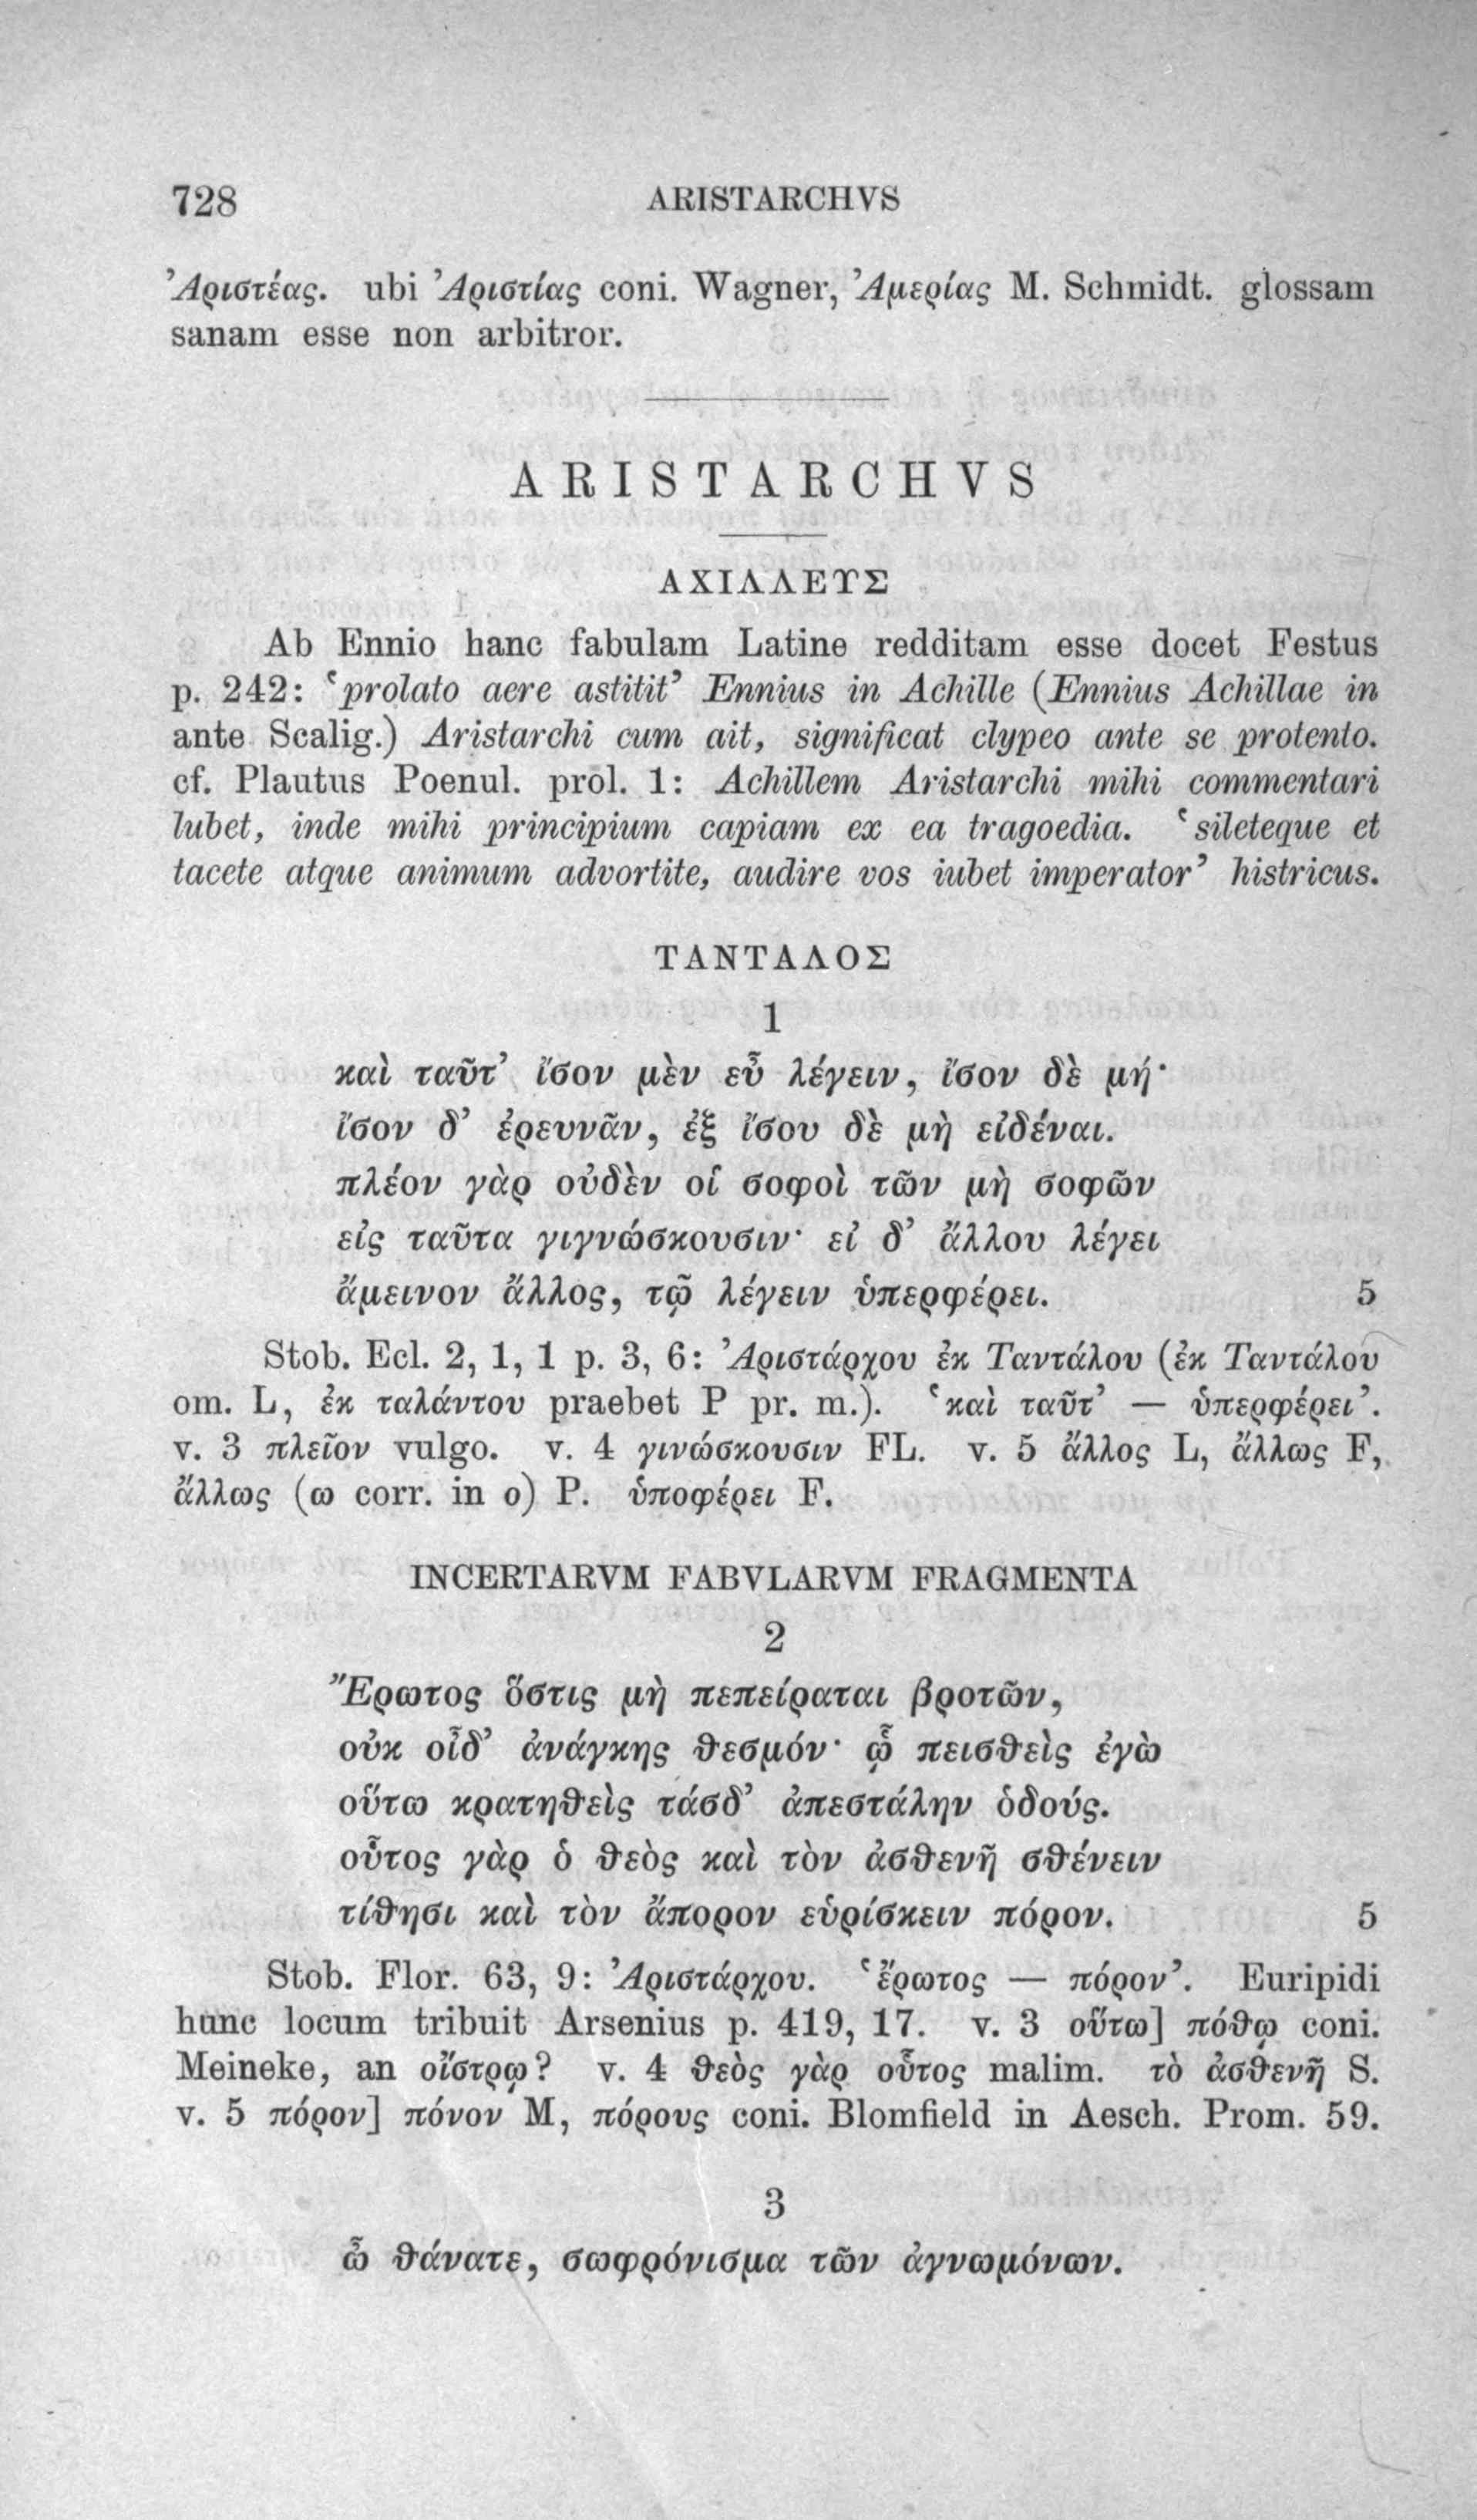 728 ARISTARCHVS
Ἀριστέας. ubi Ἀριστίας coni. Wagner, Ἀμερίας M. Schmidt. glossam
sanam esse non arbitror.
ARISTARCHVS
ΑΧΙΛΛΕΥΣ
Ab Ennio hanc fabulam Latine redditam esse docet Festus
p. 242: ‘prolato aere astitit’ Ennius in Achille (Ennius Achillae in
ante Scalig.) Aristarchi cum ait, significat clypeo ante se protento.
cf. Plautus Poenul. prol. 1: Achillem Aristarchi mihi commentari
lubet, inde mihi principium capiam ex ea tragoedia. ‘sileteque et
tacete atque animum advortite, audire vos iubet imperator’ histricus.
ΤΑΝΤΑΛΟΣ
1
καὶ ταῦτ’ ἴσον μὲν εὖ λέγειν, ἴσον δὲ μή·
ἴσον δ’ ἐρευνᾶν, ἐξ ἴσου δὲ μὴ εἰδέναι.
πλέον γὰρ οὐδὲν οἱ σοφοὶ τῶν μὴ σοφῶν
εἰς ταῦτα γιγνώσκουσιν· εἰ δ’ ἄλλου λέγει
ἄμεινον ἄλλος, τῷ λέγειν ὑπερφέρει. 5
Stob. Ecl. 2, 1, 1 p. 3, 6: Ἀριστάρχου ἐκ Ταντάλου (ἐκ Ταντάλου
om. L, ἐκ ταλάντου praebet P pr. m.). ‘καὶ ταῦτ’ — ὑπερφέρει’.
v. 3 πλεῖον vulgo. v. 4 γινώσκουσιν FL. v. 5 ἄλλος L, ἄλλως F,
ἄλλως (ω corr. in ο) P. ὑποφέρει F.
INCERTARVM FABVLARVM FRAGMENTA
2
Ἔρωτος ὅστις μὴ πεπείραται βροτῶν,
οὐκ οἶδ’ ἀνάγκης θεσμόν· ᾧ πεισθεὶς ἐγὼ
οὕτω κρατηθεὶς τάσδ’ ἀπεστάλην ὁδούς.
οὗτος γὰρ ὁ θεὸς καὶ τὸν ἀσθενῆ σθένειν
τίθησι καὶ τὸν ἄπορον εὑρίσκειν πόρον. 5
Stob. Flor. 63, 9: Ἀριστάρχου. ‘ἔρωτος — πόρον’. Euripidi
hunc locum tribuit Arsenius p. 419, 17. v. 3 οὕτω] πόθῳ coni.
Meineke, an οἴστρῳ? v. 4 θεὸς γὰρ οὗτος malim. τὸ ἀσθενῆ S.
v. 5 πόρον] πόνον M, πόρους coni. Blomfield in Aesch. Prom. 59.
3
ὦ θάνατε, σωφρόνισμα τῶν ἀγνωμόνων.